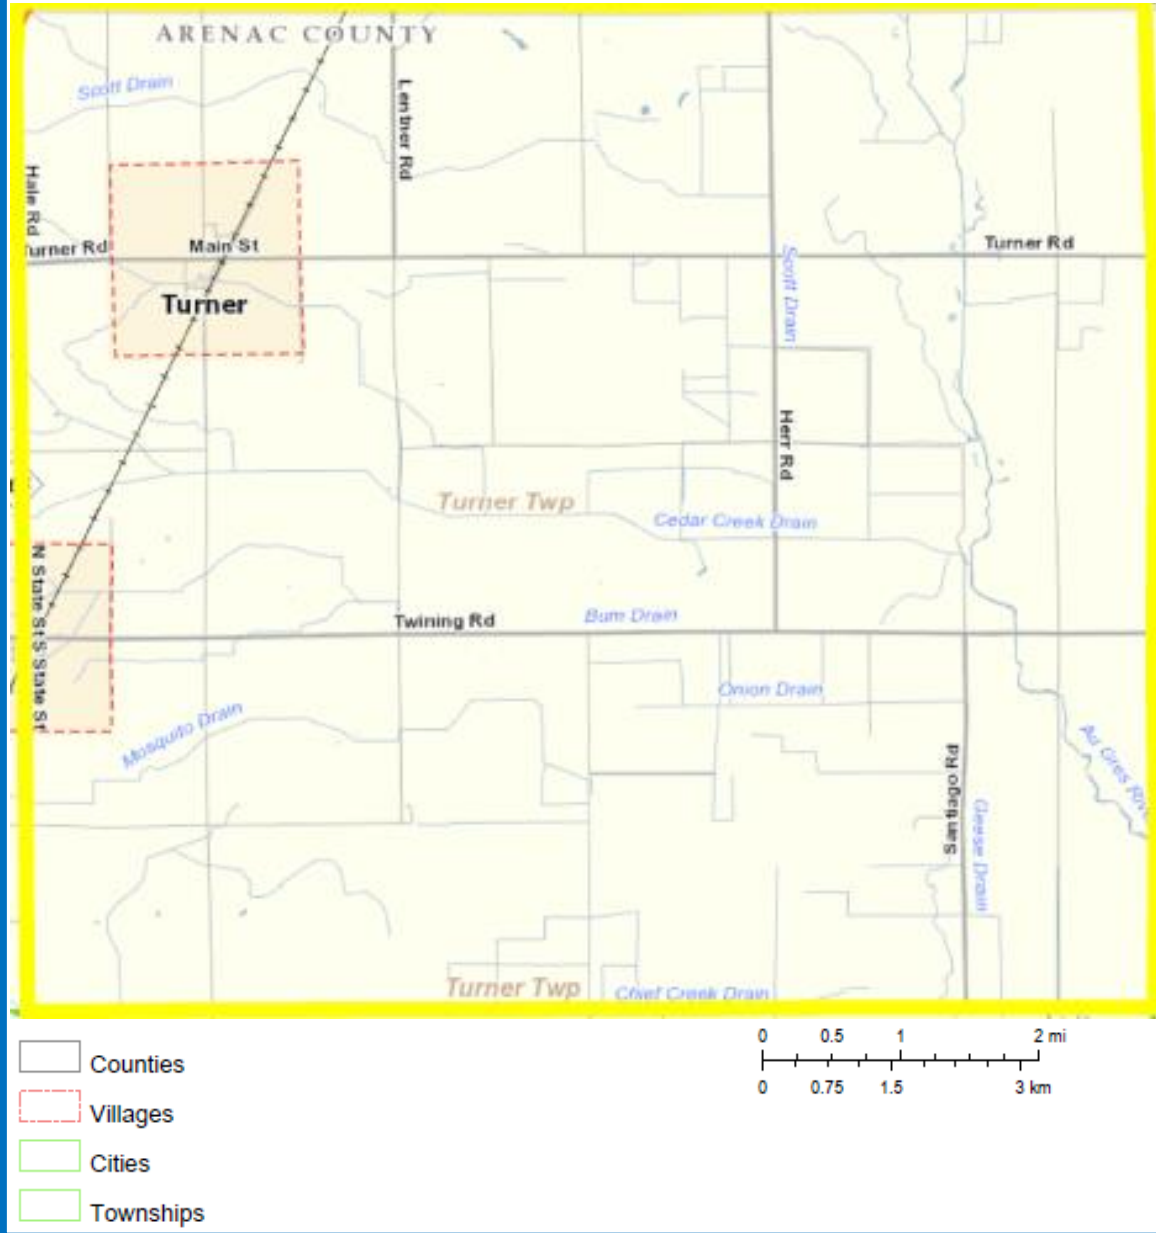 ARENAC COUNTY
Scott Drain
Lentner Rd
Hale Rd
Turner Rd
Main St
Turner Rd
Scott Drain
Turner
Herr Rd
Turner Twp
Cedar Creek Drain
N State St
S State St
Twining Rd
Bum Drain
Onion Drain
Mosquito Drain
Au Gres
Santiago Rd
Geese Drain
Turner Twp
Chief Creek Drain
0 0.5 1 2 mi
0 0.75 1.5 3 km
Counties
Villages
Cities
Townships